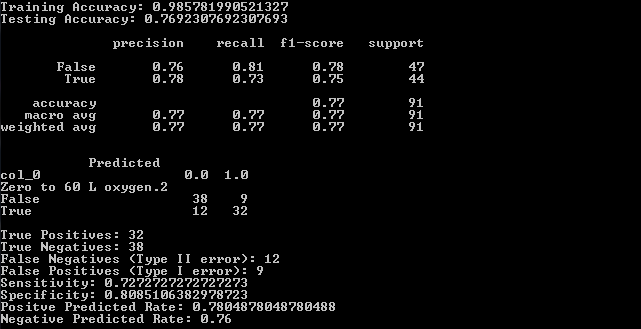 Training Accuracy: 0.985781990521327
Testing Accuracy: 0.7692307692307693
precision recall f1-score support
False 0.76 0.81 0.78 47
True 0.78 0.73 0.75 44
accuracy 0.77 91
macro avg 0.77 0.77 0.77 91
weighted avg 0.77 0.77 0.77 91
Predicted
col_0 0.0 1.0
Zero to 60 L oxygen.2
False 38 9
True 12 32
True Positives: 32
True Negatives: 38
False Negatives (Type II error): 12
False Positives (Type I error): 9
Sensitivity: 0.7272727272727273
Specificity: 0.8085106382978723
Positve Predicted Rate: 0.7804878048780488
Negative Predicted Rate: 0.76